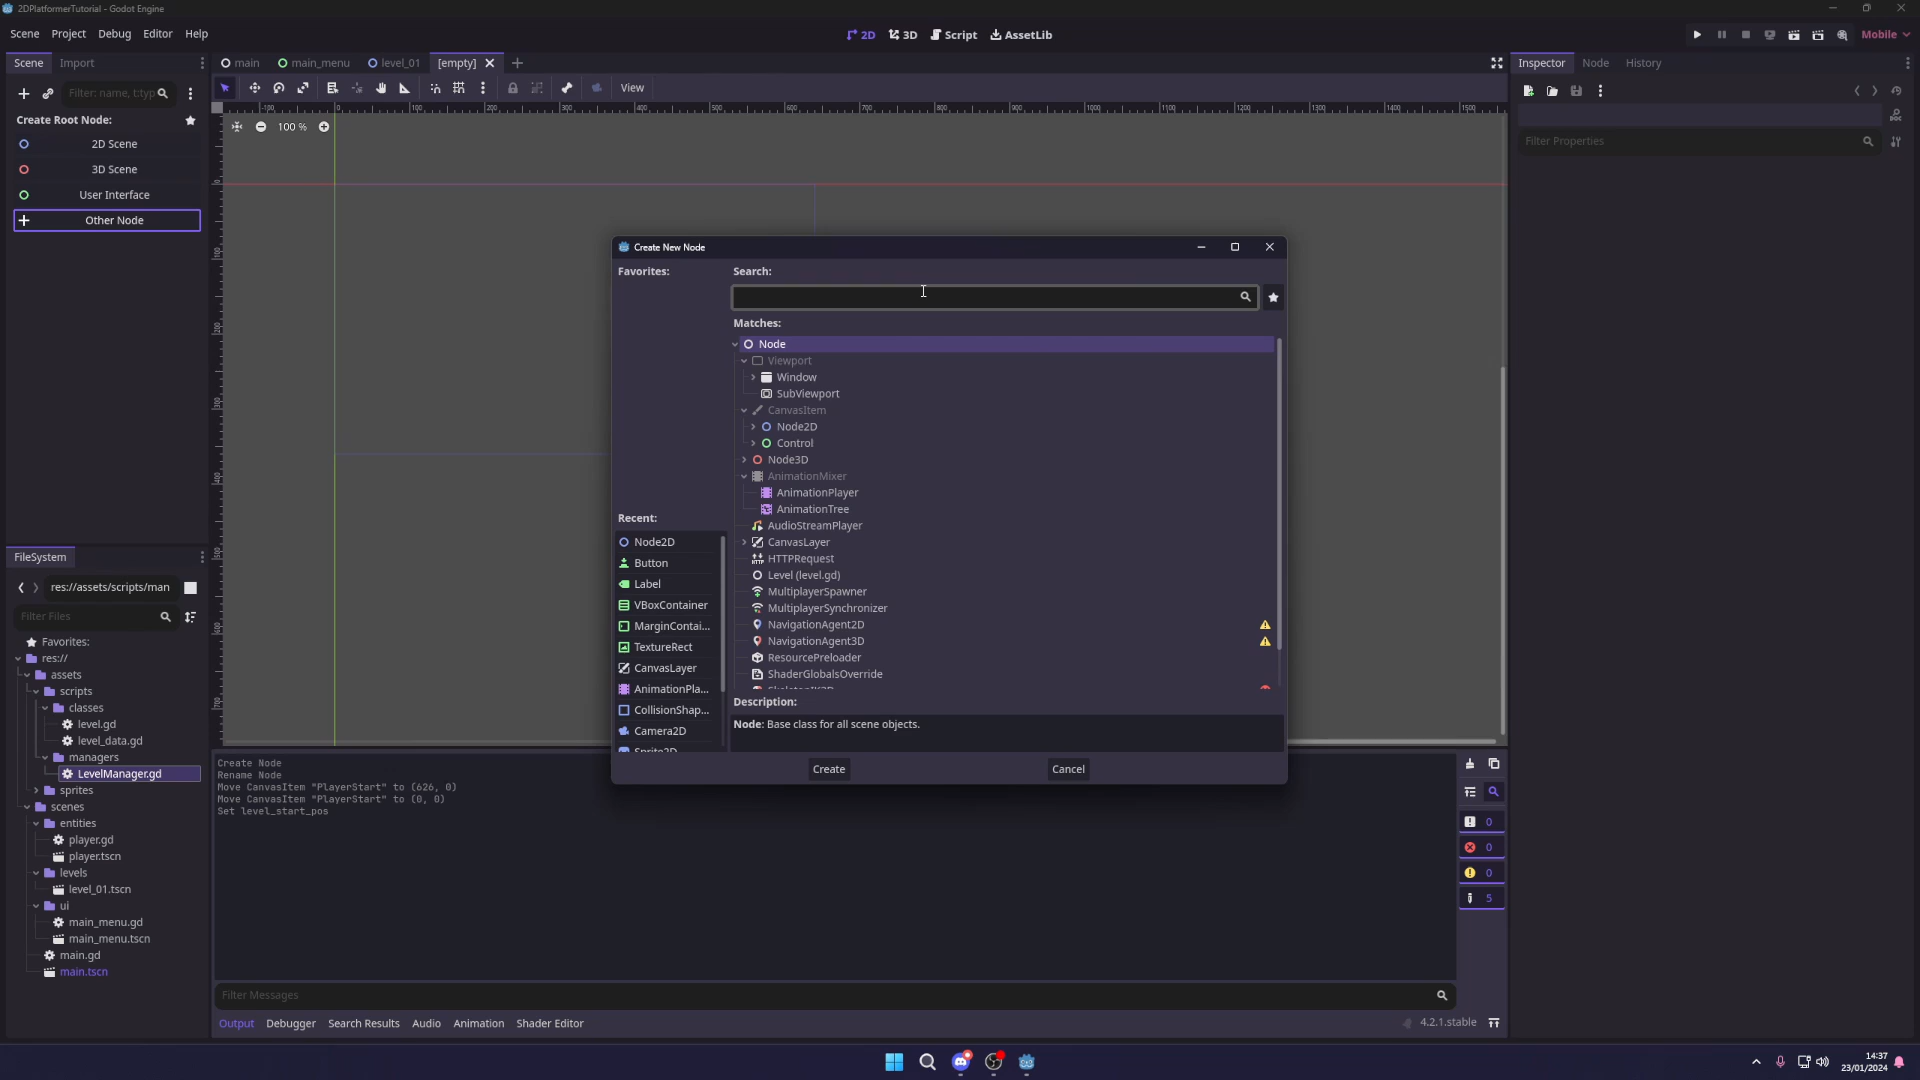 2DPlatformerTutorial - Godot Engine
Scene Project Debug Editor Help
2D 3D Script AssetLib
Mobile
Scene Import
main main_menu level_01 [empty]
Inspector Node History
Filter: name, t:typ
View
Create Root Node:
100 %
Filter Properties
2D Scene
3D Scene
User Interface
Other Node
Create New Node
Favorites:
Search:
Matches:
Node
Viewport
Window
SubViewport
CanvasItem
Node2D
Control
Node3D
AnimationMixer
AnimationPlayer
AnimationTree
AudioStreamPlayer
CanvasLayer
HTTPRequest
Level (level.gd)
MultiplayerSpawner
MultiplayerSynchronizer
NavigationAgent2D
NavigationAgent3D
ResourcePreloader
ShaderGlobalsOverride
Recent:
Node2D
Button
Label
VBoxContainer
MarginContai...
TextureRect
CanvasLayer
AnimationPla...
CollisionShap...
Camera2D
Sprite2D
Description:
Node: Base class for all scene objects.
Create Cancel
FileSystem
res://assets/scripts/man
Filter Files
Favorites:
res://
assets
scripts
classes
level.gd
level_data.gd
managers
LevelManager.gd
sprites
scenes
entities
player.gd
player.tscn
levels
level_01.tscn
ui
main_menu.gd
main_menu.tscn
main.gd
main.tscn
Create Node
Rename Node
Move CanvasItem "PlayerStart" to (626, 0)
Move CanvasItem "PlayerStart" to (0, 0)
Set level_start_pos
0
0
0
5
Filter Messages
Output Debugger Search Results Audio Animation Shader Editor
4.2.1.stable
14:37
23/01/2024